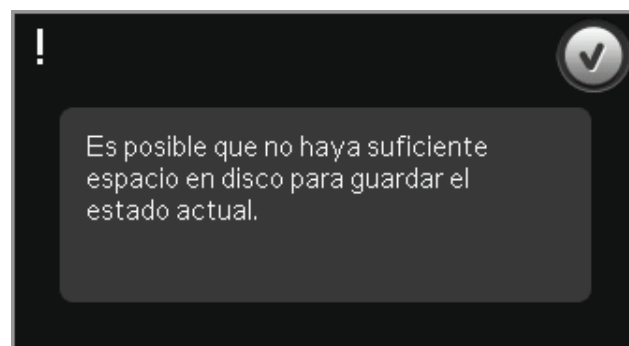 !
Es posible que no haya suficiente
espacio en disco para guardar el
estado actual.